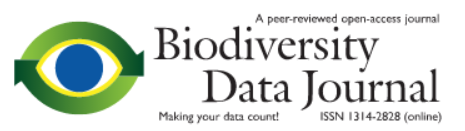 A peer-reviewed open-access journal
Biodiversity
Data Journal
Making your data count! ISSN 1314-2828 (online)